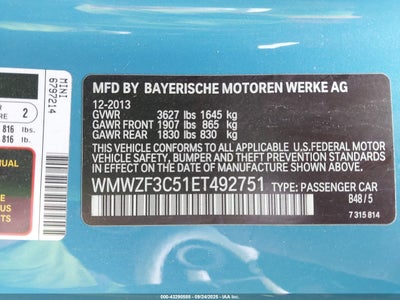 MFD BY BAYERISCHE MOTOREN WERKE AG
12-2013
GVWR 3627 lbs 1645 kg
GAWR FRONT 1907 lbs 865 kg
GAWR REAR 1830 lbs 830 kg
THIS VEHICLE CONFORMS TO ALL APPLICABLE U.S.FEDERAL MOTOR
VEHICLE SAFETY, BUMPER, AND THEFT PREVENTION STANDARDS IN EFFECT
ON THE DATE OF MANUFACTURE SHOWN ABOVE.
WMWZF3C51ET492751 TYPE: PASSENGER CAR
B48 / 5
7 315 814
MINI
6797214
2
816 lbs.
816 lbs.
000-43290585 - 09/24/2025 - IAA Holdings, LLC